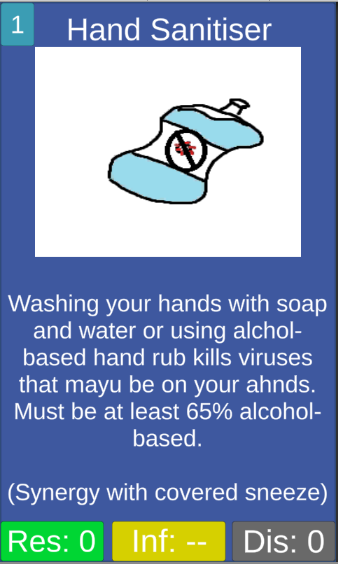 1
Hand Sanitiser
Washing your hands with soap
and water or using alchol-
based hand rub kills viruses
that mayu be on your ahnds.
Must be at least 65% alcohol-
based.
(Synergy with covered sneeze)
Res: 0
Inf: --
Dis: 0